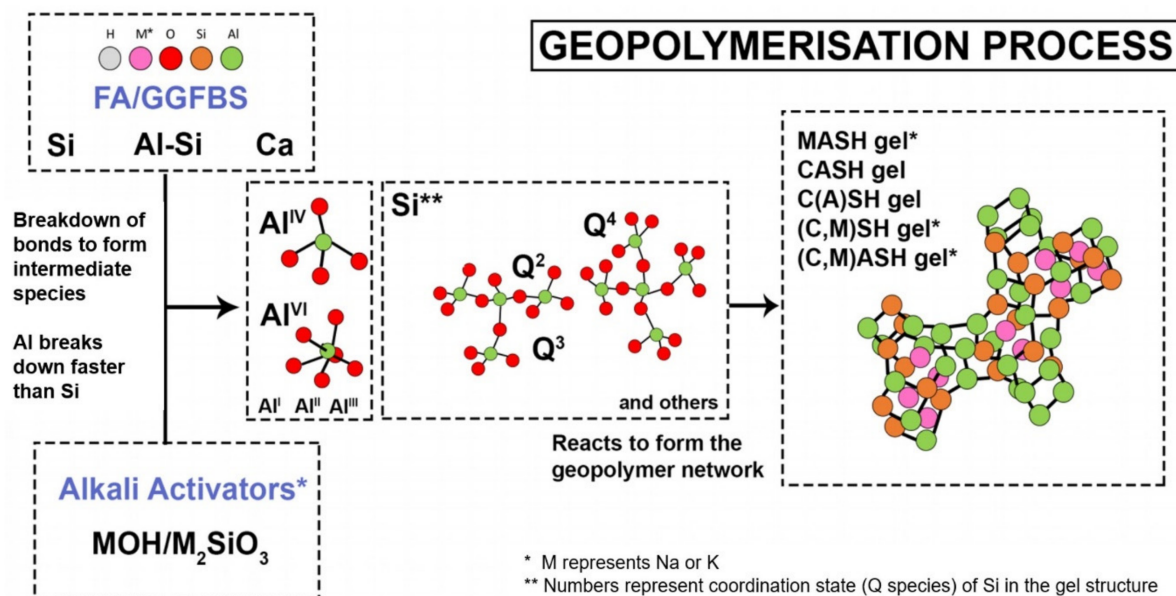 GEOPOLYMERISATION PROCESS
H M* O Si Al
FA/GGFBS
Si Al-Si Ca
Breakdown of
bonds to form
intermediate
species
Al breaks
down faster
than Si
Alkali Activators*
MOH/M₂SiO₃
Al^IV
Al^VI
Al^I Al^II Al^III
Si**
Q²
Q³
Q⁴
and others
Reacts to form the
geopolymer network
MASH gel*
CASH gel
C(A)SH gel
(C,M)SH gel*
(C,M)ASH gel*
* M represents Na or K
** Numbers represent coordination state (Q species) of Si in the gel structure